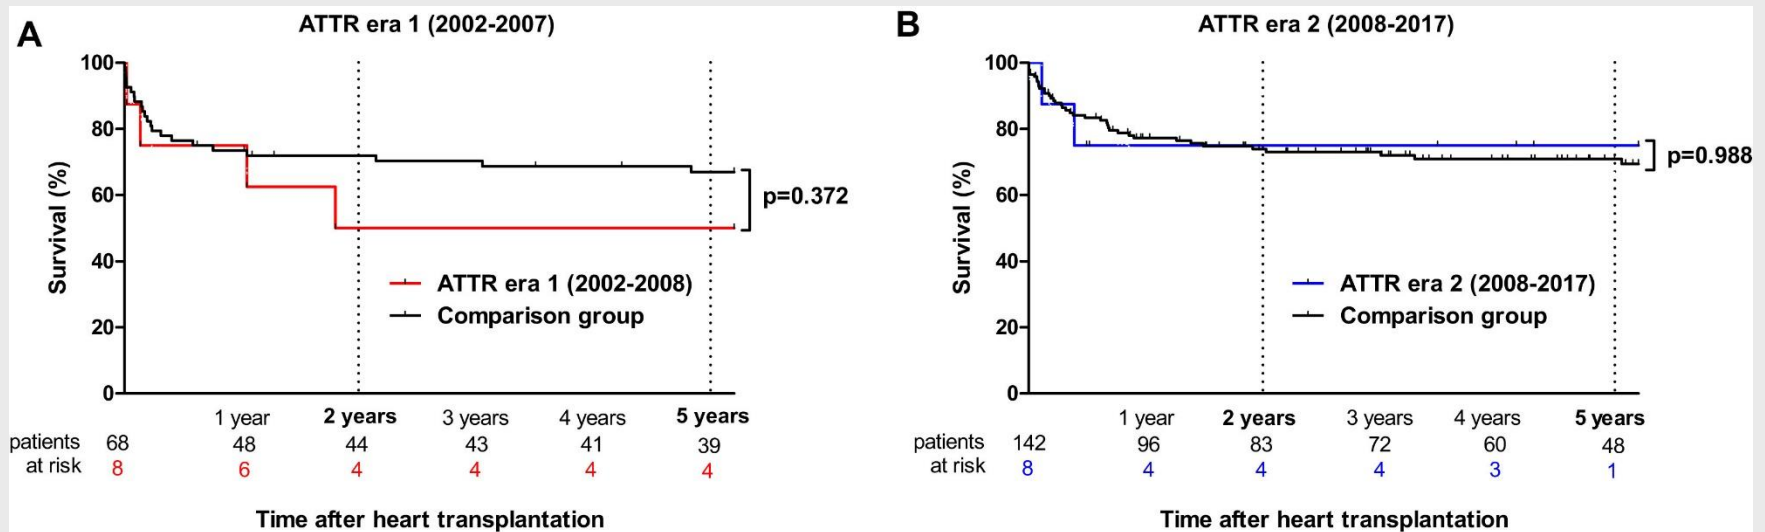 A
ATTR era 1 (2002-2007)
100
80
60
40
20
0
Survival (%)
p=0.372
ATTR era 1 (2002-2008)
Comparison group
1 year 2 years 3 years 4 years 5 years
patients 68 48 44 43 41 39
at risk 8 6 4 4 4 4
Time after heart transplantation
B
ATTR era 2 (2008-2017)
100
80
60
40
20
0
Survival (%)
p=0.988
ATTR era 2 (2008-2017)
Comparison group
1 year 2 years 3 years 4 years 5 years
patients 142 96 83 72 60 48
at risk 8 4 4 4 3 1
Time after heart transplantation